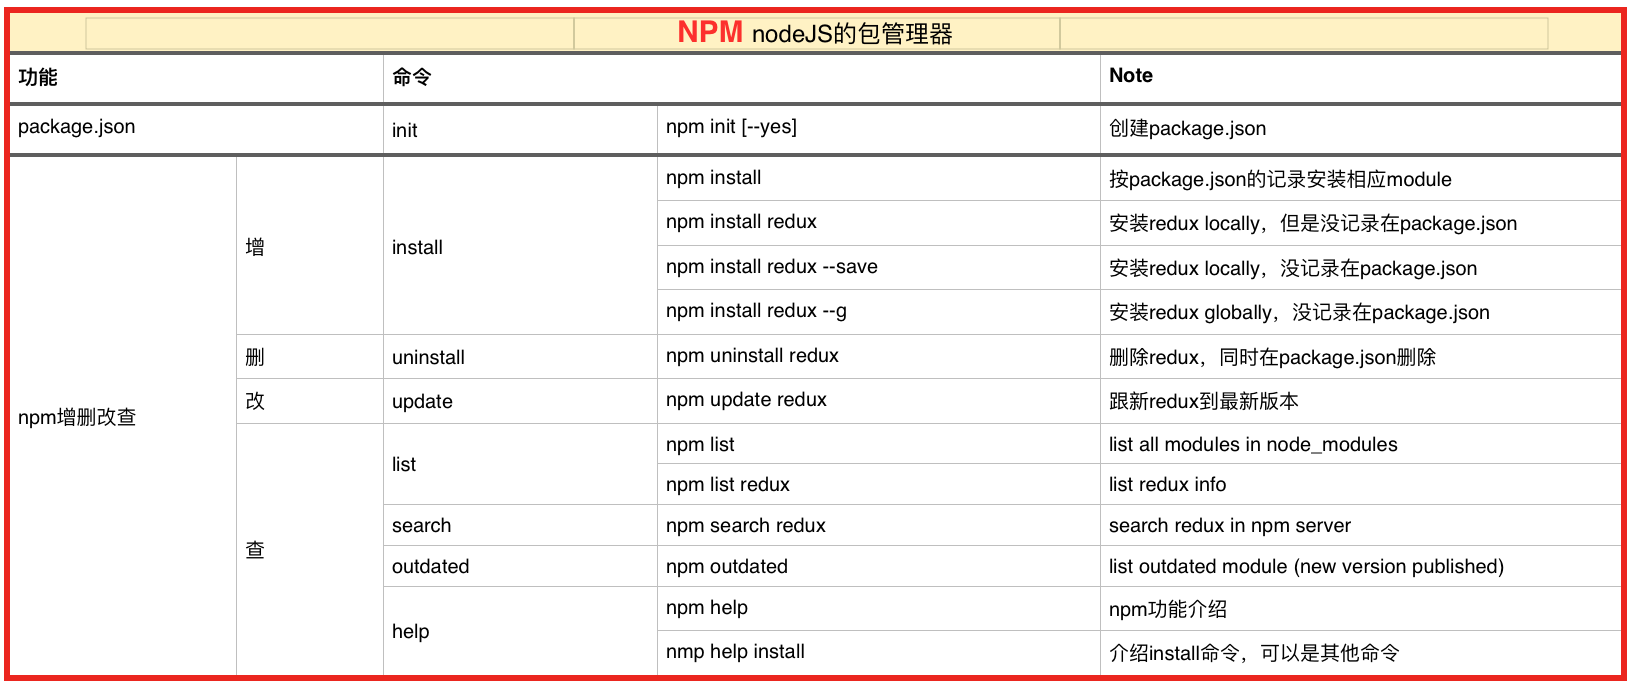 NPM nodeJS的包管理器
功能 命令 Note
package.json init npm init [--yes] 创建package.json
npm install 按package.json的记录安装相应module
npm install redux 安装redux locally，但是没记录在package.json
增 install
npm install redux --save 安装redux locally，没记录在package.json
npm install redux --g 安装redux globally，没记录在package.json
删 uninstall npm uninstall redux 删除redux，同时在package.json删除
改 update npm update redux 跟新redux到最新版本
npm增删改查
npm list list all modules in node_modules
list
npm list redux list redux info
search npm search redux search redux in npm server
查
outdated npm outdated list outdated module (new version published)
npm help npm功能介绍
help
nmp help install 介绍install命令，可以是其他命令